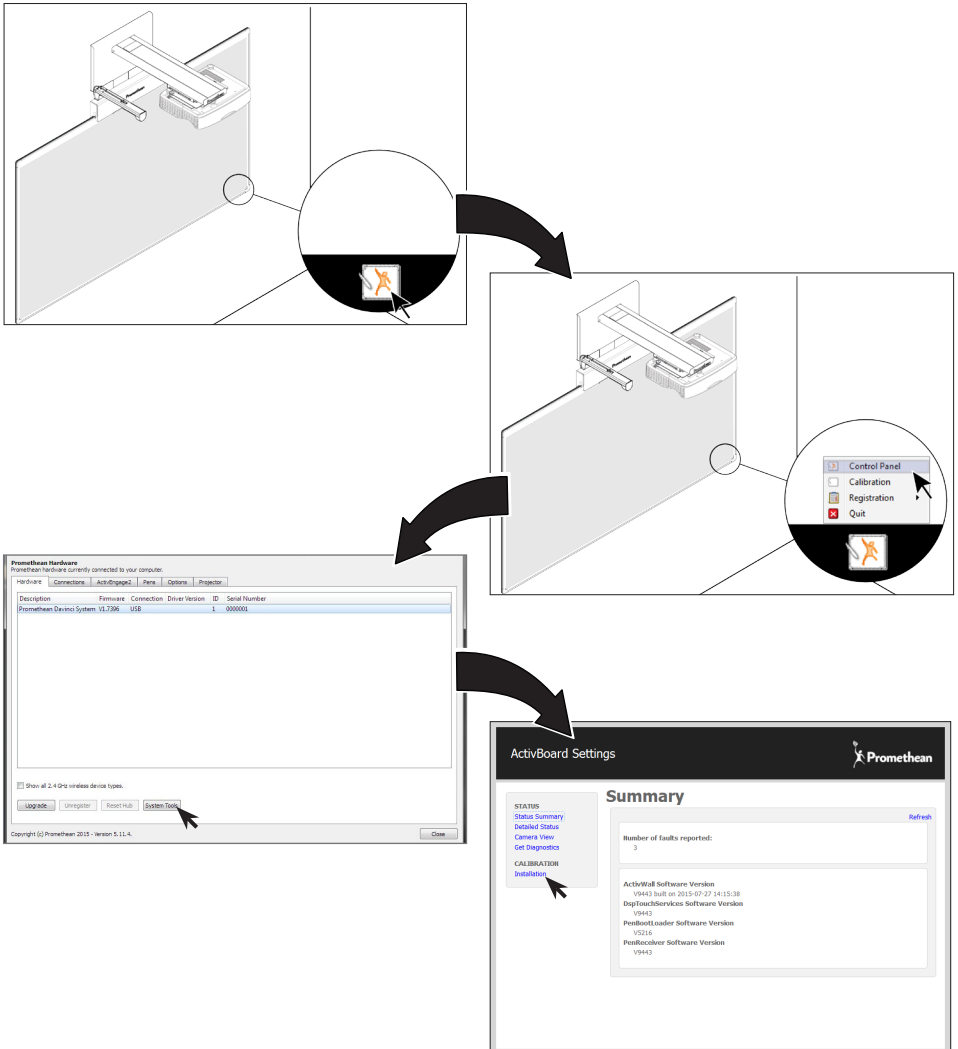 Promethean
Promethean
Control Panel
Calibration
Registration
Quit
Promethean Hardware
Promethean hardware currently connected to your computer.
Hardware Connections ActivEngage2 Pens Options Projector
Description Firmware Connection Driver Version ID Serial Number
Promethean Davinci System V1.7396 USB 1 0000001
Show all 2.4 GHz wireless device types.
Upgrade Unregister Reset Hub System Tools
Copyright (c) Promethean 2015 - Version 5.11.4.
Close
ActivBoard Settings
Promethean
STATUS
Status Summary
Detailed Status
Camera View
Get Diagnostics
CALIBRATION
Installation
Summary
Refresh
Number of faults reported:
3
ActivWall Software Version
V9443 built on 2015-07-27 14:15:38
DspTouchServices Software Version
V9443
PenBootLoader Software Version
V5216
PenReceiver Software Version
V9443